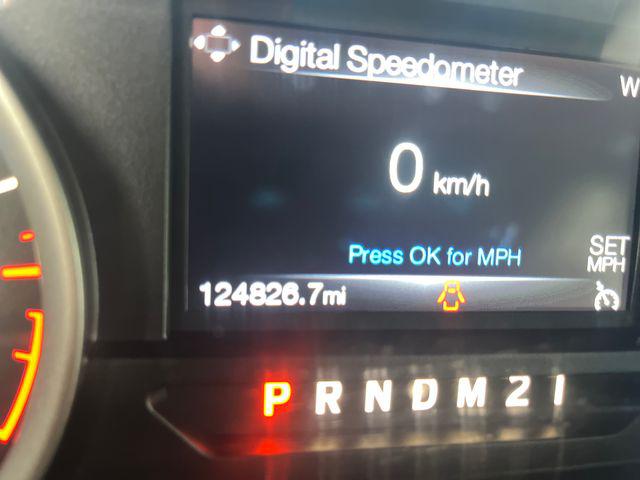 Digital Speedometer
W
0 km/h
Press OK for MPH
SET
MPH
124826.7mi
P R N D M 2 1